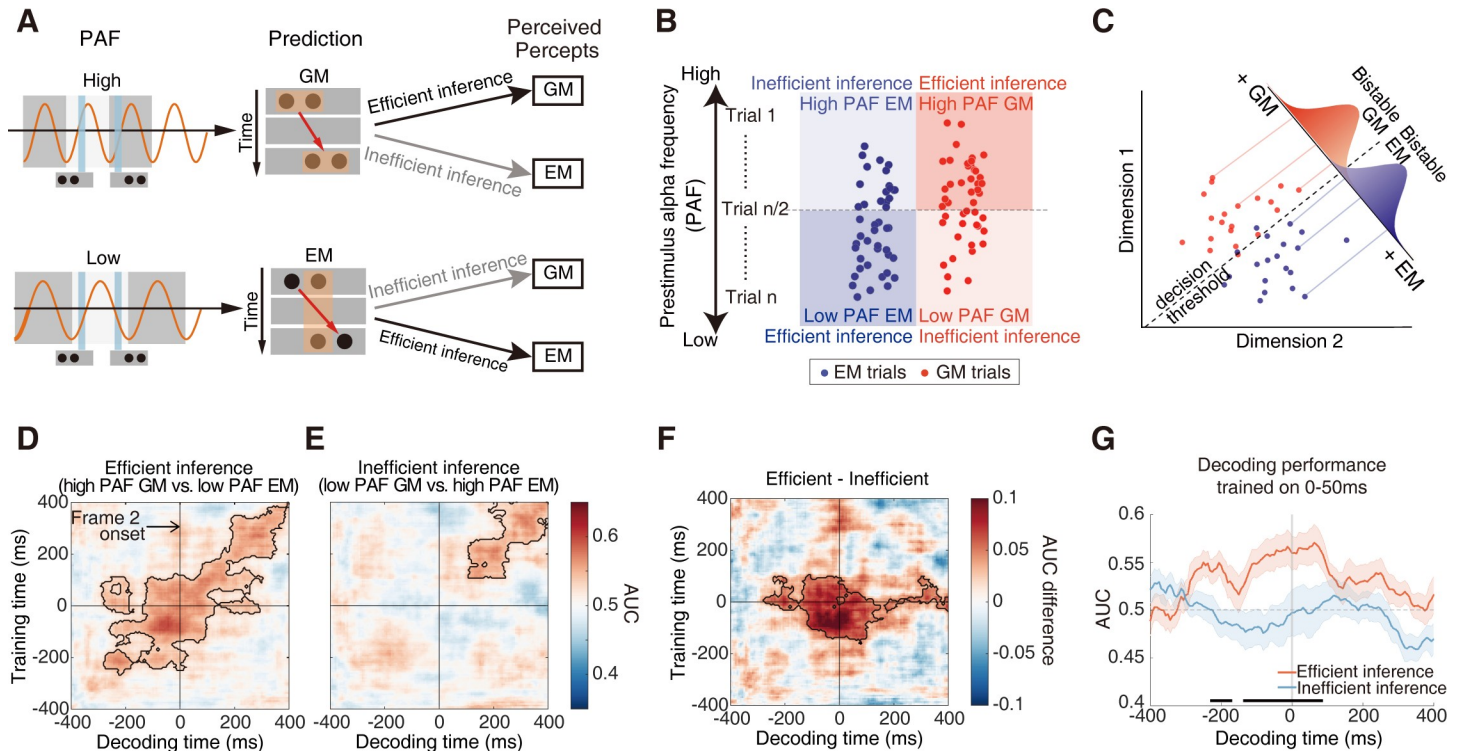 A
PAF
Prediction
Perceived
Percepts
High
GM
Time
Efficient inference
Inefficient inference
GM
EM
Low
EM
Time
Inefficient inference
Efficient inference
GM
EM
B
High
Low
Prestimulus alpha frequency
(PAF)
Trial 1
Trial n/2
Trial n
Inefficient inference
Efficient inference
High PAF EM
High PAF GM
Low PAF EM
Low PAF GM
Efficient inference
Inefficient inference
EM trials
GM trials
C
+ GM
Bistable
GM
EM
Bistable
+ EM
decision
threshold
Dimension 1
Dimension 2
D
Efficient inference
(high PAF GM vs. low PAF EM)
Frame 2
onset
Training time (ms)
400
200
0
-200
-400
-400
-200
0
200
400
Decoding time (ms)
E
Inefficient inference
(low PAF GM vs. high PAF EM)
-400
-200
0
200
400
Decoding time (ms)
0.6
0.5
0.4
AUC
F
Efficient - Inefficient
Training time (ms)
400
200
0
-200
-400
-400
-200
0
200
400
Decoding time (ms)
0.1
0.05
0
-0.05
-0.1
AUC difference
G
Decoding performance
trained on 0-50ms
AUC
0.6
0.55
0.5
0.45
0.4
Efficient inference
Inefficient inference
-400
-200
0
200
400
Decoding time (ms)